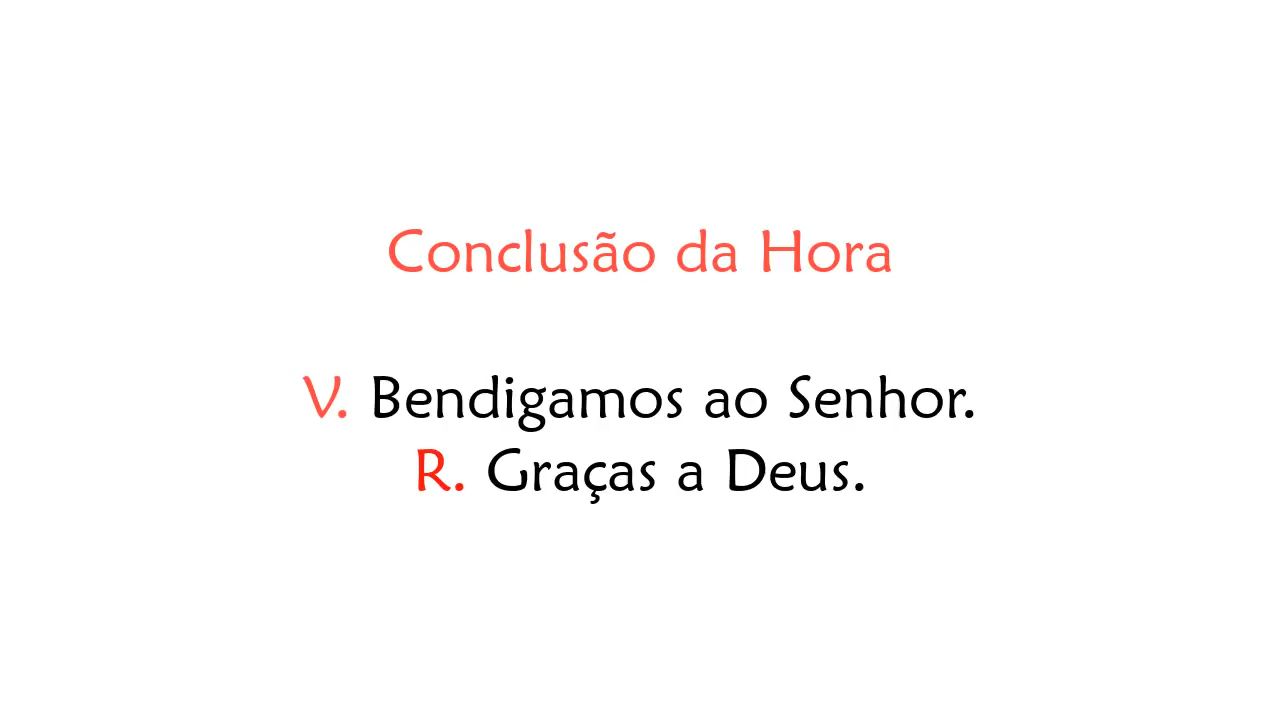 Conclusão da Hora
V. Bendigamos ao Senhor.
R. Graças a Deus.